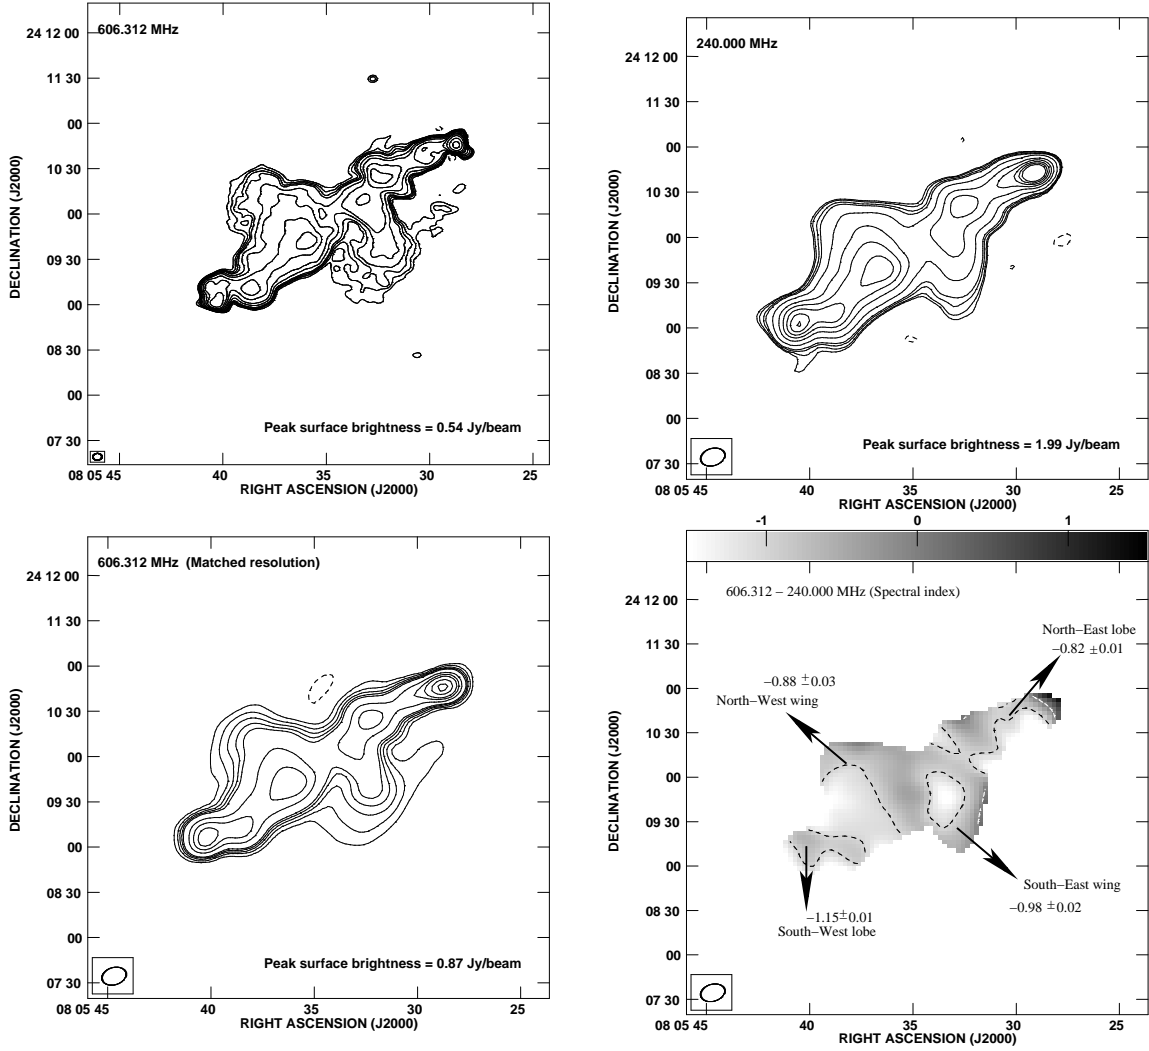 606.312 MHz
24 12 00
11 30
00
10 30
00
09 30
00
08 30
00
07 30
DECLINATION (J2000)
Peak surface brightness = 0.54 Jy/beam
08 05 45
40
35
30
25
RIGHT ASCENSION (J2000)
240.000 MHz
24 12 00
11 30
00
10 30
00
09 30
00
08 30
00
07 30
DECLINATION (J2000)
Peak surface brightness = 1.99 Jy/beam
08 05 45
40
35
30
25
RIGHT ASCENSION (J2000)
606.312 MHz (Matched resolution)
24 12 00
11 30
00
10 30
00
09 30
00
08 30
00
07 30
DECLINATION (J2000)
Peak surface brightness = 0.87 Jy/beam
08 05 45
40
35
30
25
RIGHT ASCENSION (J2000)
-1
0
1
606.312 − 240.000 MHz (Spectral index)
24 12 00
11 30
00
10 30
00
09 30
00
08 30
00
07 30
DECLINATION (J2000)
North−East lobe
−0.82 ±0.01
−0.88 ±0.03
North−West wing
South−East wing
−0.98 ±0.02
−1.15±0.01
South−West lobe
08 05 45
40
35
30
25
RIGHT ASCENSION (J2000)